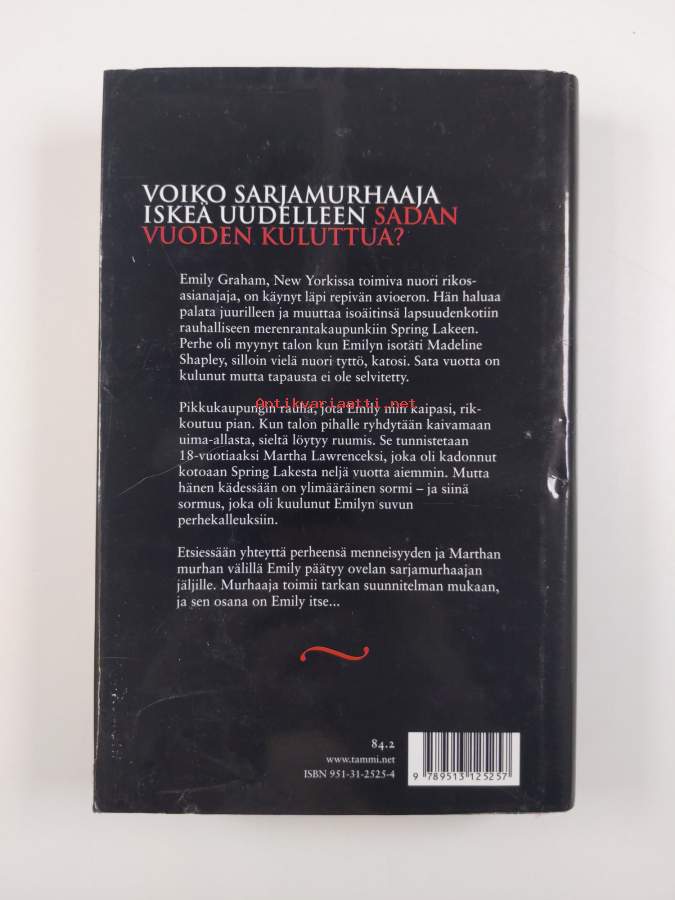 VOIKO SARJAMURHAAJA
ISKEÄ UUDELLEEN SADAN
VUODEN KULUTTUA?
Emily Graham, New Yorkissa toimiva nuori rikos-
asianajaja, on käynyt läpi repivän avioeron. Hän haluaa
palata juurilleen ja muuttaa isoäitinsä lapsuudenkotiin
rauhalliseen merenrantakaupunkiin Spring Lakeen.
Perhe oli myynyt talon kun Emilyn isotäti Madeline
Shapley, silloin vielä nuori tyttö, katosi. Sata vuotta on
kulunut mutta tapausta ei ole selvitetty.
Antikvariaatti.net
Pikkukaupungin rauha, jota Emily niin kaipasi, rik-
koutuu pian. Kun talon pihalle ryhdytään kaivamaan
uima-allasta, sieltä löytyy ruumis. Se tunnistetaan
18-vuotiaaksi Martha Lawrenceksi, joka oli kadonnut
kotoaan Spring Lakesta neljä vuotta aiemmin. Mutta
hänen kädessään on ylimääräinen sormi – ja siinä
sormus, joka oli kuulunut Emilyn suvun
perhekalleuksiin.
Etsiessään yhteyttä perheensä menneisyyden ja Marthan
murhan välillä Emily päätyy ovelan sarjamurhaajan
jäljille. Murhaaja toimii tarkan suunnitelman mukaan,
ja sen osana on Emily itse...
84.2
www.tammi.net
ISBN 951-31-2525-4
9 789513 125257